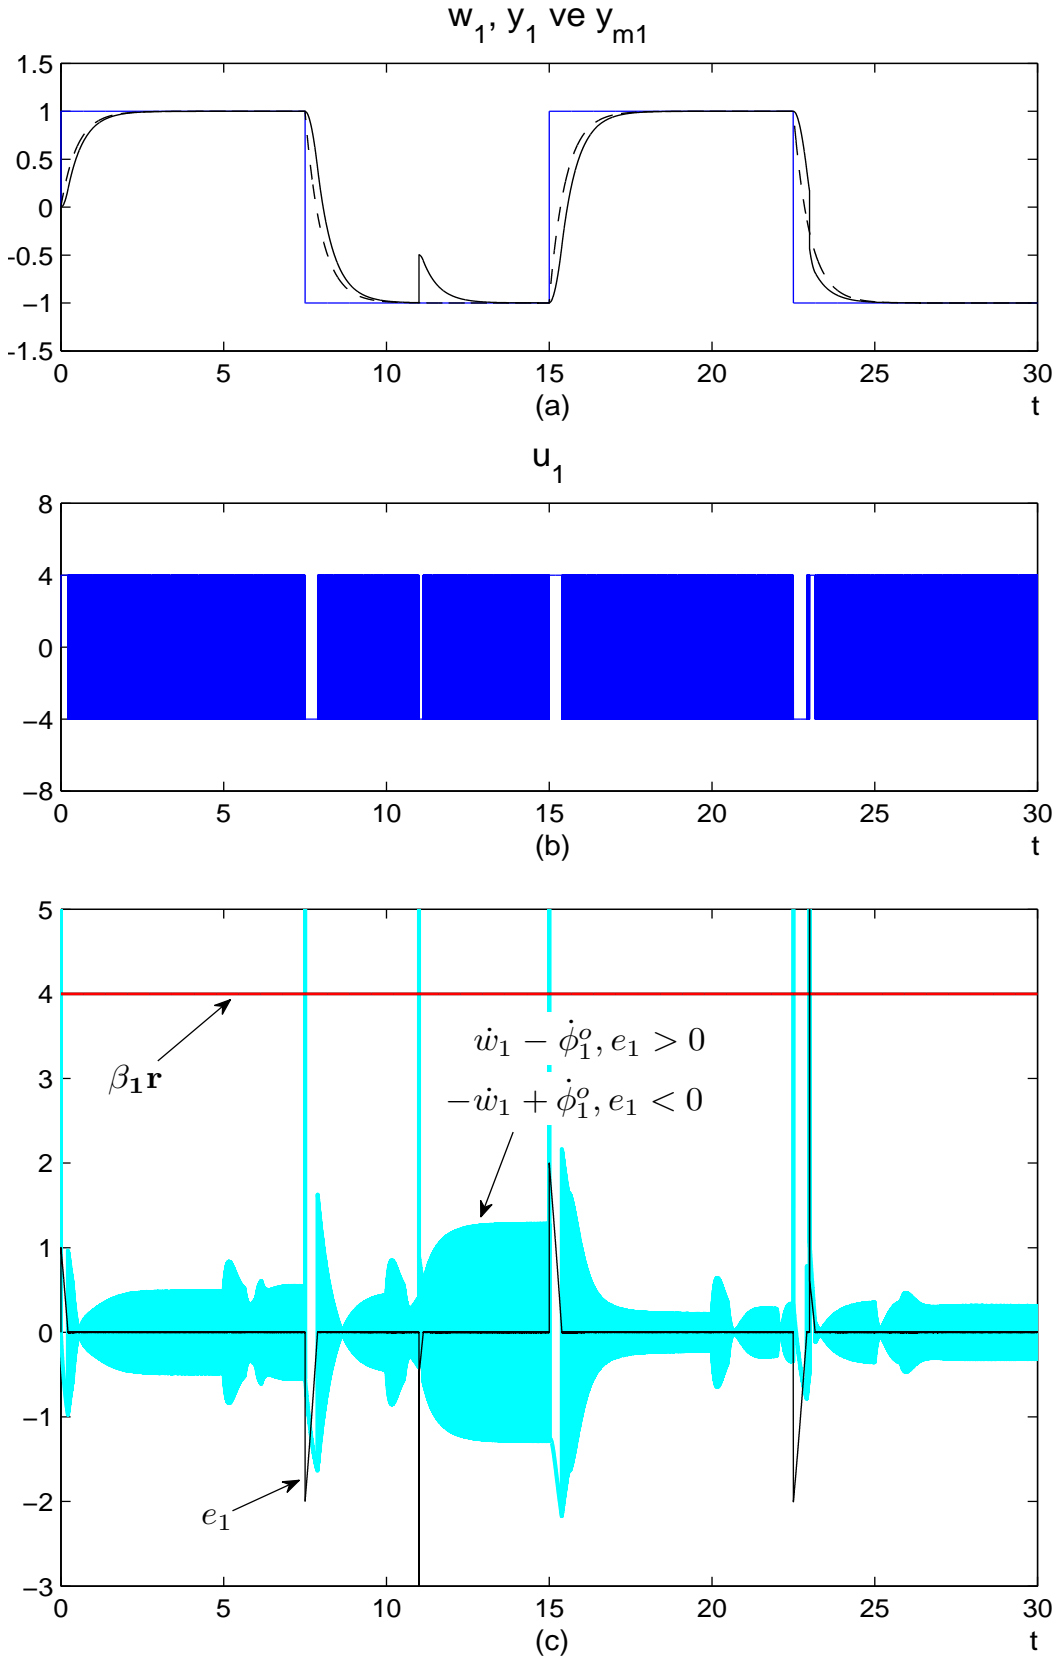 w₁, y₁ ve yₘ₁
1.5
1
0.5
0
-0.5
−1
-1.5
0 5 10 15 20 25 30
(a) t
u₁
8
4
0
−4
−8
0 5 10 15 20 25 30
(b) t
5
4
3
2
1
0
−1
−2
−3
β₁r
ẇ₁ − φ̇₁ᵒ, e₁ > 0
−ẇ₁ + φ̇₁ᵒ, e₁ < 0
e₁
0 5 10 15 20 25 30
(c) t